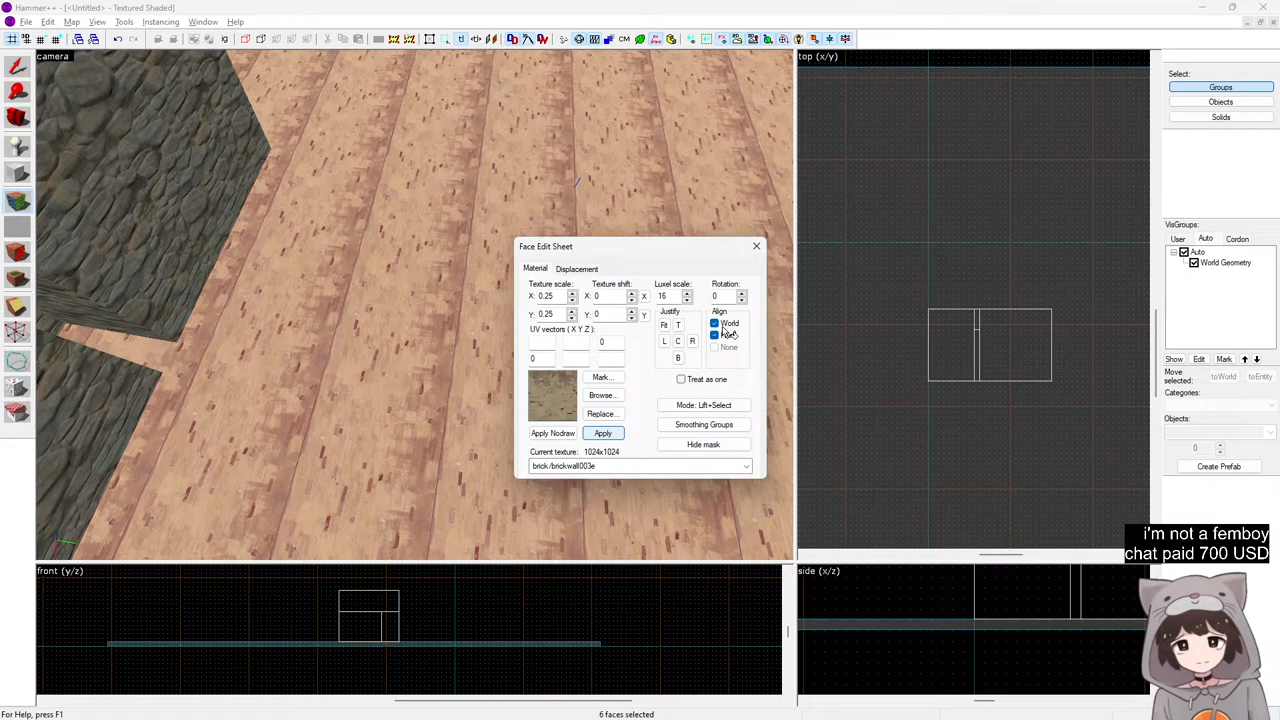 Hammer++ - [<Untitled> - Textured Shaded]
File Edit Map View Tools Instancing Window Help
camera
top (x/y)
front (y/z)
side (x/z)
Face Edit Sheet
Material Displacement
Texture scale: Texture shift: Luxel scale: Rotation:
X: 0.25 X: 0 X 16 0
Y: 0.25 Y: 0 Y Justify Align
UV vectors ( X Y Z ): Fit T World
0 L C R
0 B None
Mark... Treat as one
Browse... Mode: Lift+Select
Replace... Smoothing Groups
Apply Nodraw Apply Hide mask
Current texture: 1024x1024
brick/brickwall003e
Select:
Groups
Objects
Solids
VisGroups:
User Auto Cordon
Auto
World Geometry
Show Edit Mark
Move selected: toWorld toEntity
Categories:
Objects:
0
Create Prefab
i'm not a femboy
chat paid 700 USD
For Help, press F1
6 faces selected